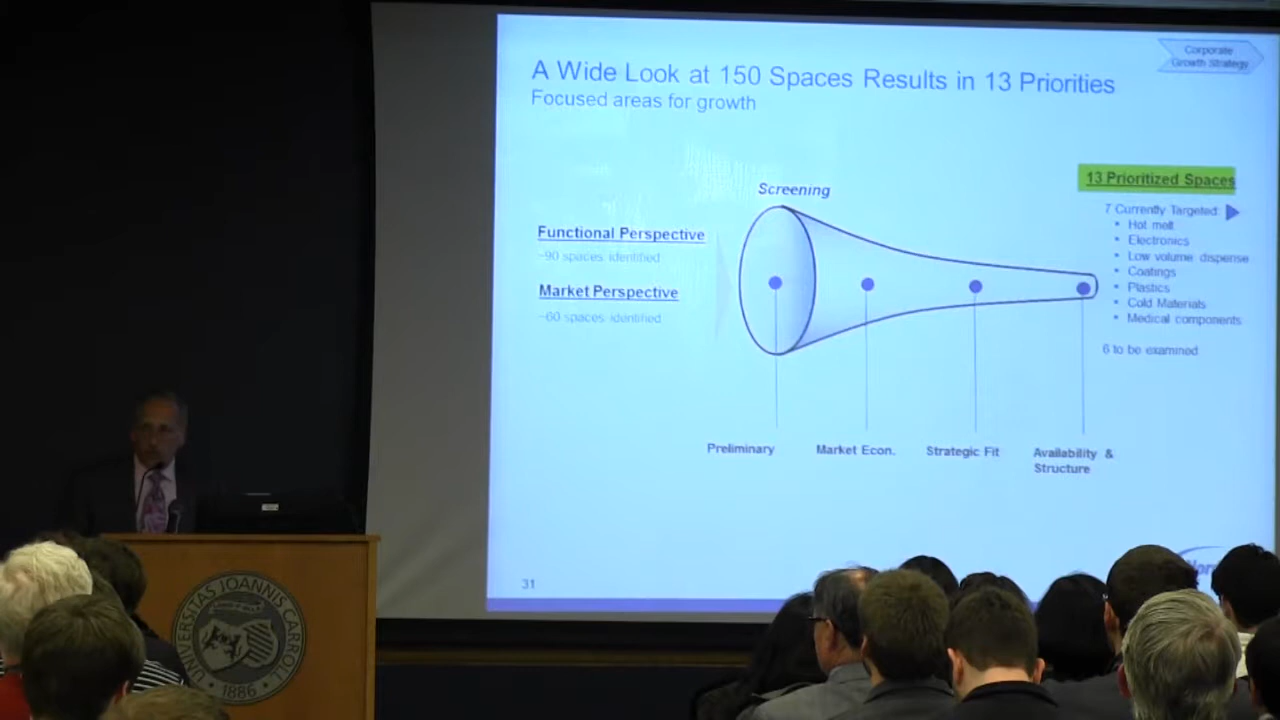 Corporate
Growth Strategy
A Wide Look at 150 Spaces Results in 13 Priorities
Focused areas for growth
Screening
Functional Perspective
~90 spaces identified
Market Perspective
~60 spaces identified
13 Prioritized Spaces
7 Currently Targeted:
• Hot melt
• Electronics
• Low volume dispense
• Coatings
• Plastics
• Cold Materials
• Medical components
6 to be examined
Preliminary
Market Econ.
Strategic Fit
Availability &
Structure
31
UNIVERSITAS JOANNIS CARROLL
• 1886 •